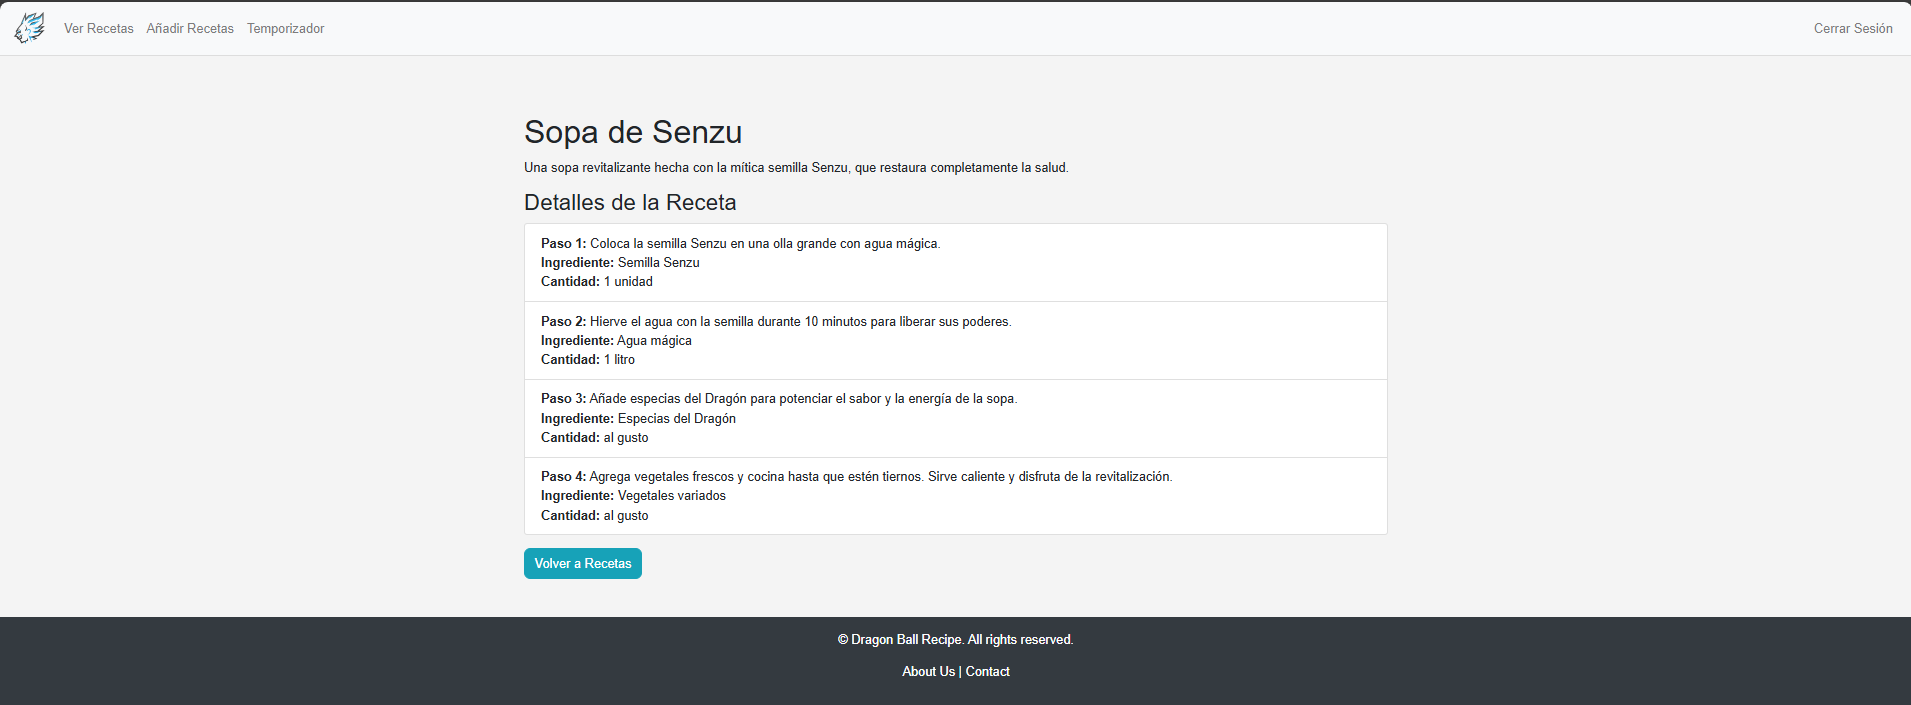 Ver Recetas Añadir Recetas Temporizador Cerrar Sesión
Sopa de Senzu
Una sopa revitalizante hecha con la mítica semilla Senzu, que restaura completamente la salud.
Detalles de la Receta
Paso 1: Coloca la semilla Senzu en una olla grande con agua mágica.
Ingrediente: Semilla Senzu
Cantidad: 1 unidad
Paso 2: Hierve el agua con la semilla durante 10 minutos para liberar sus poderes.
Ingrediente: Agua mágica
Cantidad: 1 litro
Paso 3: Añade especias del Dragón para potenciar el sabor y la energía de la sopa.
Ingrediente: Especias del Dragón
Cantidad: al gusto
Paso 4: Agrega vegetales frescos y cocina hasta que estén tiernos. Sirve caliente y disfruta de la revitalización.
Ingrediente: Vegetales variados
Cantidad: al gusto
Volver a Recetas
© Dragon Ball Recipe. All rights reserved.
About Us | Contact